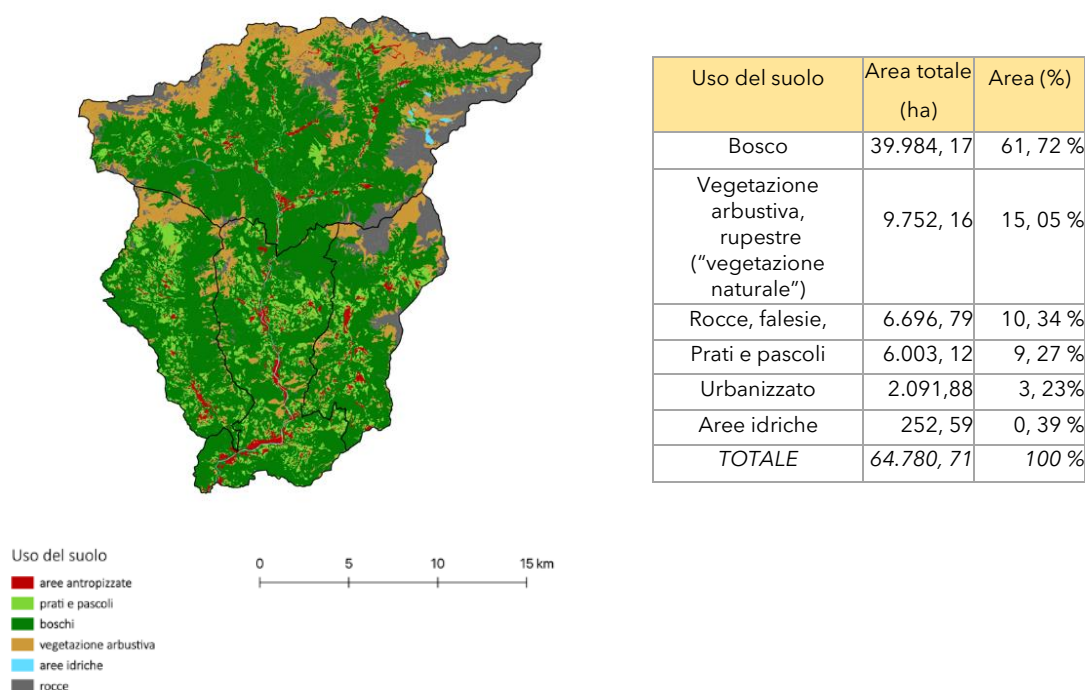 Uso del suolo Area totale (ha) Area (%)
Bosco 39.984, 17 61, 72 %
Vegetazione
arbustiva,
rupestre
("vegetazione
naturale") 9.752, 16 15, 05 %
Rocce, falesie, 6.696, 79 10, 34 %
Prati e pascoli 6.003, 12 9, 27 %
Urbanizzato 2.091,88 3, 23%
Aree idriche 252, 59 0, 39 %
TOTALE 64.780, 71 100 %
Uso del suolo
aree antropizzate
prati e pascoli
boschi
vegetazione arbustiva
aree idriche
rocce
0 5 10 15 km